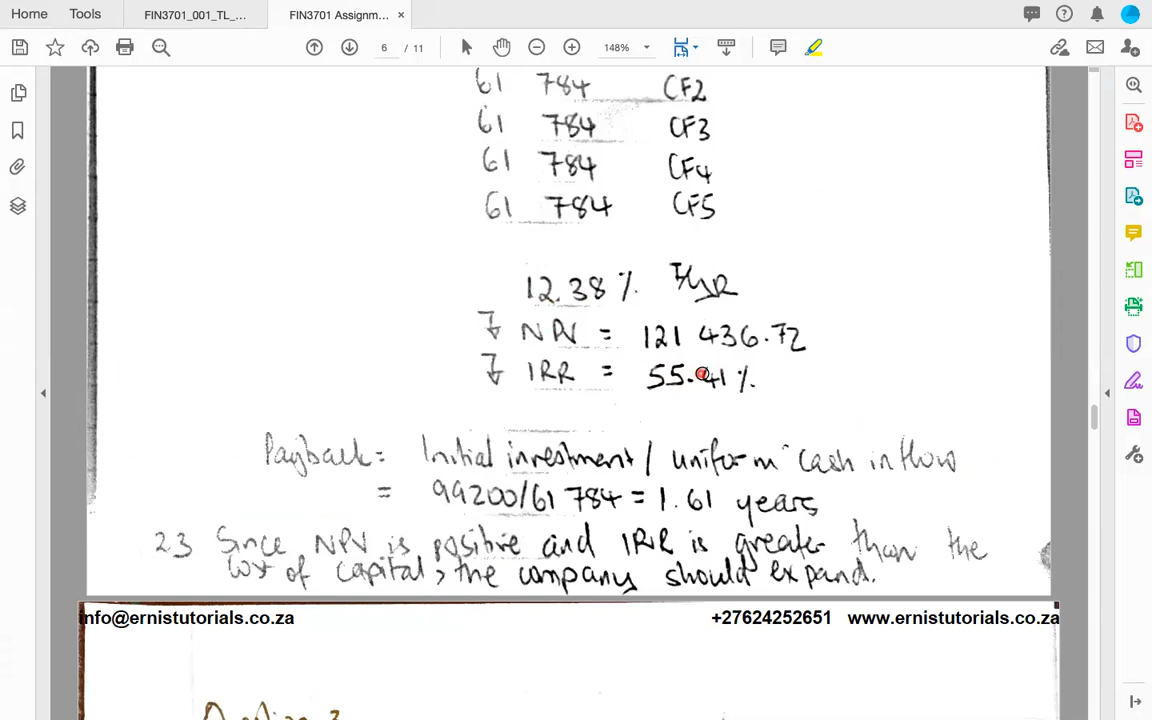 Home Tools FIN3701_001_TL_... FIN3701 Assignm... ×
6 / 11 148%
61 784 CF2
61 784 CF3
61 784 CF4
61 784 CF5
12.38%
NPV = 121 436.72
IRR = 55.41%
Payback = Initial investment / uniform cash inflow
= 99200/61 784 = 1.61 years
2.3 Since NPV is positive and IRR is greater than the
cost of capital, the company should expand.
info@ernistutorials.co.za +27624252651 www.ernistutorials.co.za